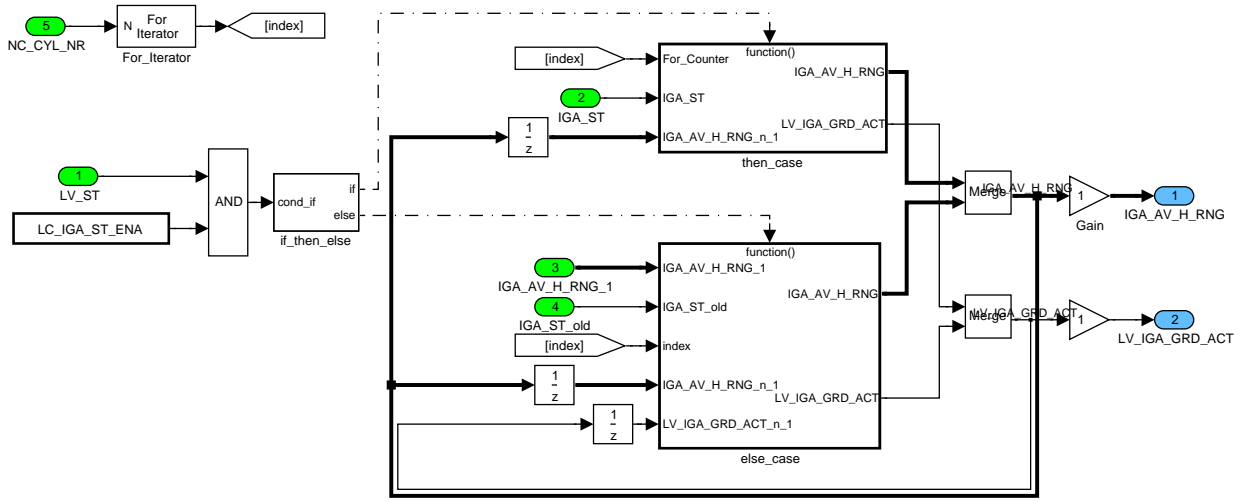 5
NC_CYL_NR
N
For
Iterator
For_Iterator
[index]
1
LV_ST
LC_IGA_ST_ENA
AND
cond_if
if
else
if_then_else
[index]
2
IGA_ST
1
z
function()
For_Counter
IGA_ST
IGA_AV_H_RNG_n_1
IGA_AV_H_RNG
LV_IGA_GRD_ACT
then_case
3
IGA_AV_H_RNG_1
4
IGA_ST_old
[index]
1
z
1
z
function()
IGA_AV_H_RNG_1
IGA_ST_old
index
IGA_AV_H_RNG_n_1
LV_IGA_GRD_ACT_n_1
IGA_AV_H_RNG
LV_IGA_GRD_ACT
else_case
Merge
IGA_AV_H_RNG
1
Gain
1
IGA_AV_H_RNG
Merge
LV_IGA_GRD_ACT
1
2
LV_IGA_GRD_ACT